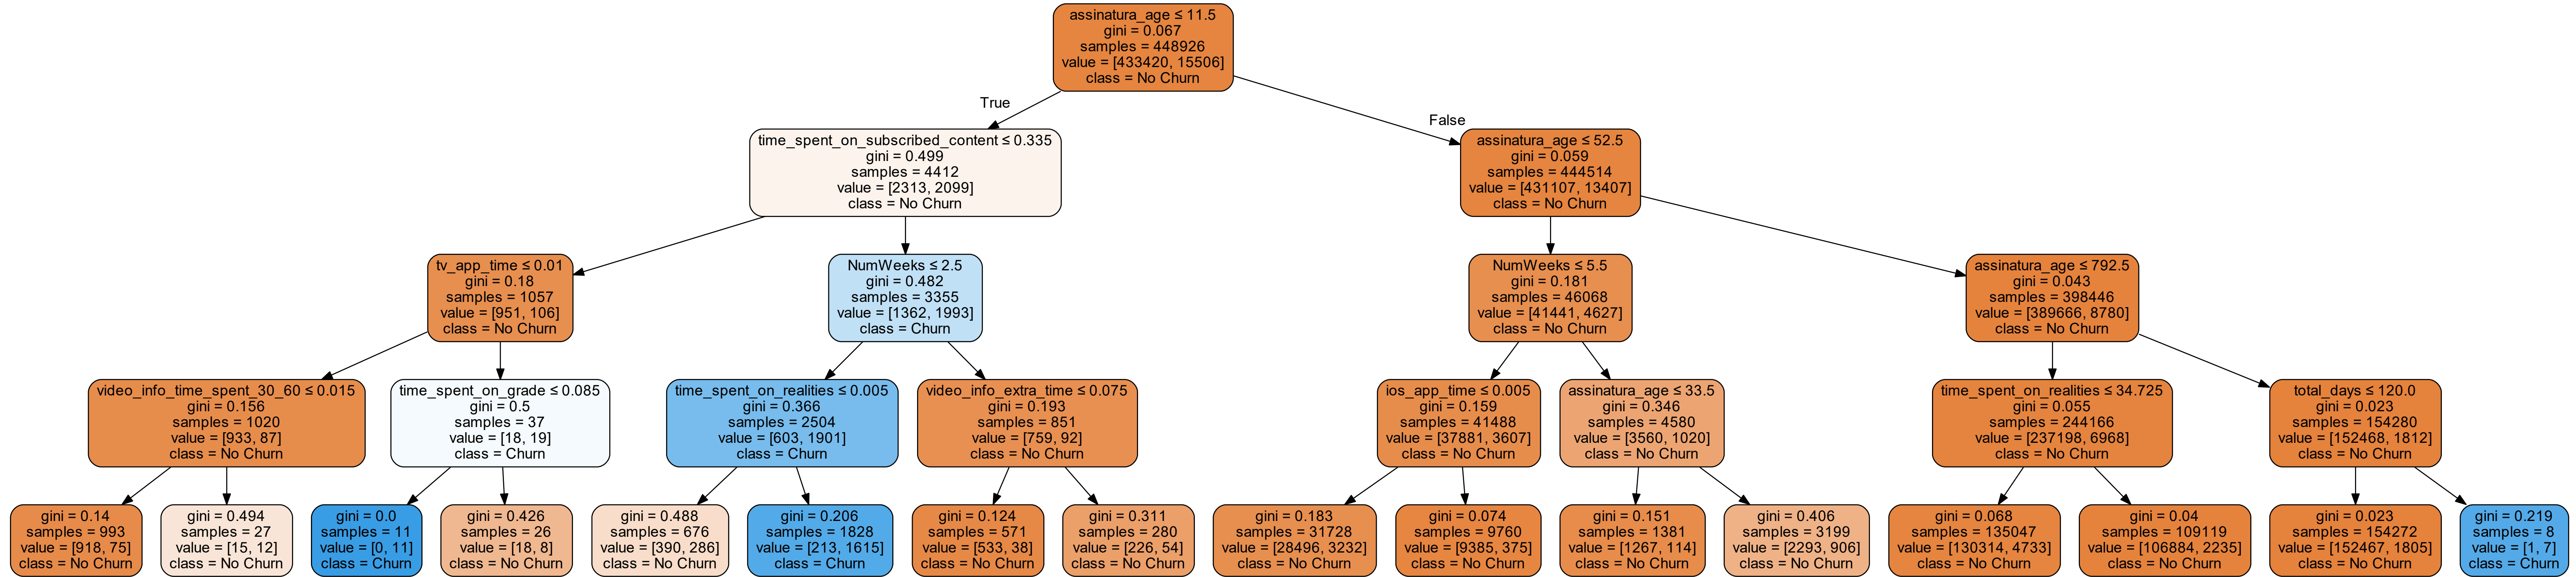 assinatura_age ≤ 11.5
gini = 0.067
samples = 448926
value = [433420, 15506]
class = No Churn
True
False
time_spent_on_subscribed_content ≤ 0.335
gini = 0.499
samples = 4412
value = [2313, 2099]
class = No Churn
assinatura_age ≤ 52.5
gini = 0.059
samples = 444514
value = [431107, 13407]
class = No Churn
tv_app_time ≤ 0.01
gini = 0.18
samples = 1057
value = [951, 106]
class = No Churn
NumWeeks ≤ 2.5
gini = 0.482
samples = 3355
value = [1362, 1993]
class = Churn
NumWeeks ≤ 5.5
gini = 0.181
samples = 46068
value = [41441, 4627]
class = No Churn
assinatura_age ≤ 792.5
gini = 0.043
samples = 398446
value = [389666, 8780]
class = No Churn
video_info_time_spent_30_60 ≤ 0.015
gini = 0.156
samples = 1020
value = [933, 87]
class = No Churn
time_spent_on_grade ≤ 0.085
gini = 0.5
samples = 37
value = [18, 19]
class = Churn
time_spent_on_realities ≤ 0.005
gini = 0.366
samples = 2504
value = [603, 1901]
class = Churn
video_info_extra_time ≤ 0.075
gini = 0.193
samples = 851
value = [759, 92]
class = No Churn
ios_app_time ≤ 0.005
gini = 0.159
samples = 41488
value = [37881, 3607]
class = No Churn
assinatura_age ≤ 33.5
gini = 0.346
samples = 4580
value = [3560, 1020]
class = No Churn
time_spent_on_realities ≤ 34.725
gini = 0.055
samples = 244166
value = [237198, 6968]
class = No Churn
total_days ≤ 120.0
gini = 0.023
samples = 154280
value = [152468, 1812]
class = No Churn
gini = 0.14
samples = 993
value = [918, 75]
class = No Churn
gini = 0.494
samples = 27
value = [15, 12]
class = No Churn
gini = 0.0
samples = 11
value = [0, 11]
class = Churn
gini = 0.426
samples = 26
value = [18, 8]
class = No Churn
gini = 0.488
samples = 676
value = [390, 286]
class = No Churn
gini = 0.206
samples = 1828
value = [213, 1615]
class = Churn
gini = 0.124
samples = 571
value = [533, 38]
class = No Churn
gini = 0.311
samples = 280
value = [226, 54]
class = No Churn
gini = 0.183
samples = 31728
value = [28496, 3232]
class = No Churn
gini = 0.074
samples = 9760
value = [9385, 375]
class = No Churn
gini = 0.151
samples = 1381
value = [1267, 114]
class = No Churn
gini = 0.406
samples = 3199
value = [2293, 906]
class = No Churn
gini = 0.068
samples = 135047
value = [130314, 4733]
class = No Churn
gini = 0.04
samples = 109119
value = [106884, 2235]
class = No Churn
gini = 0.023
samples = 154272
value = [152467, 1805]
class = No Churn
gini = 0.219
samples = 8
value = [1, 7]
class = Churn